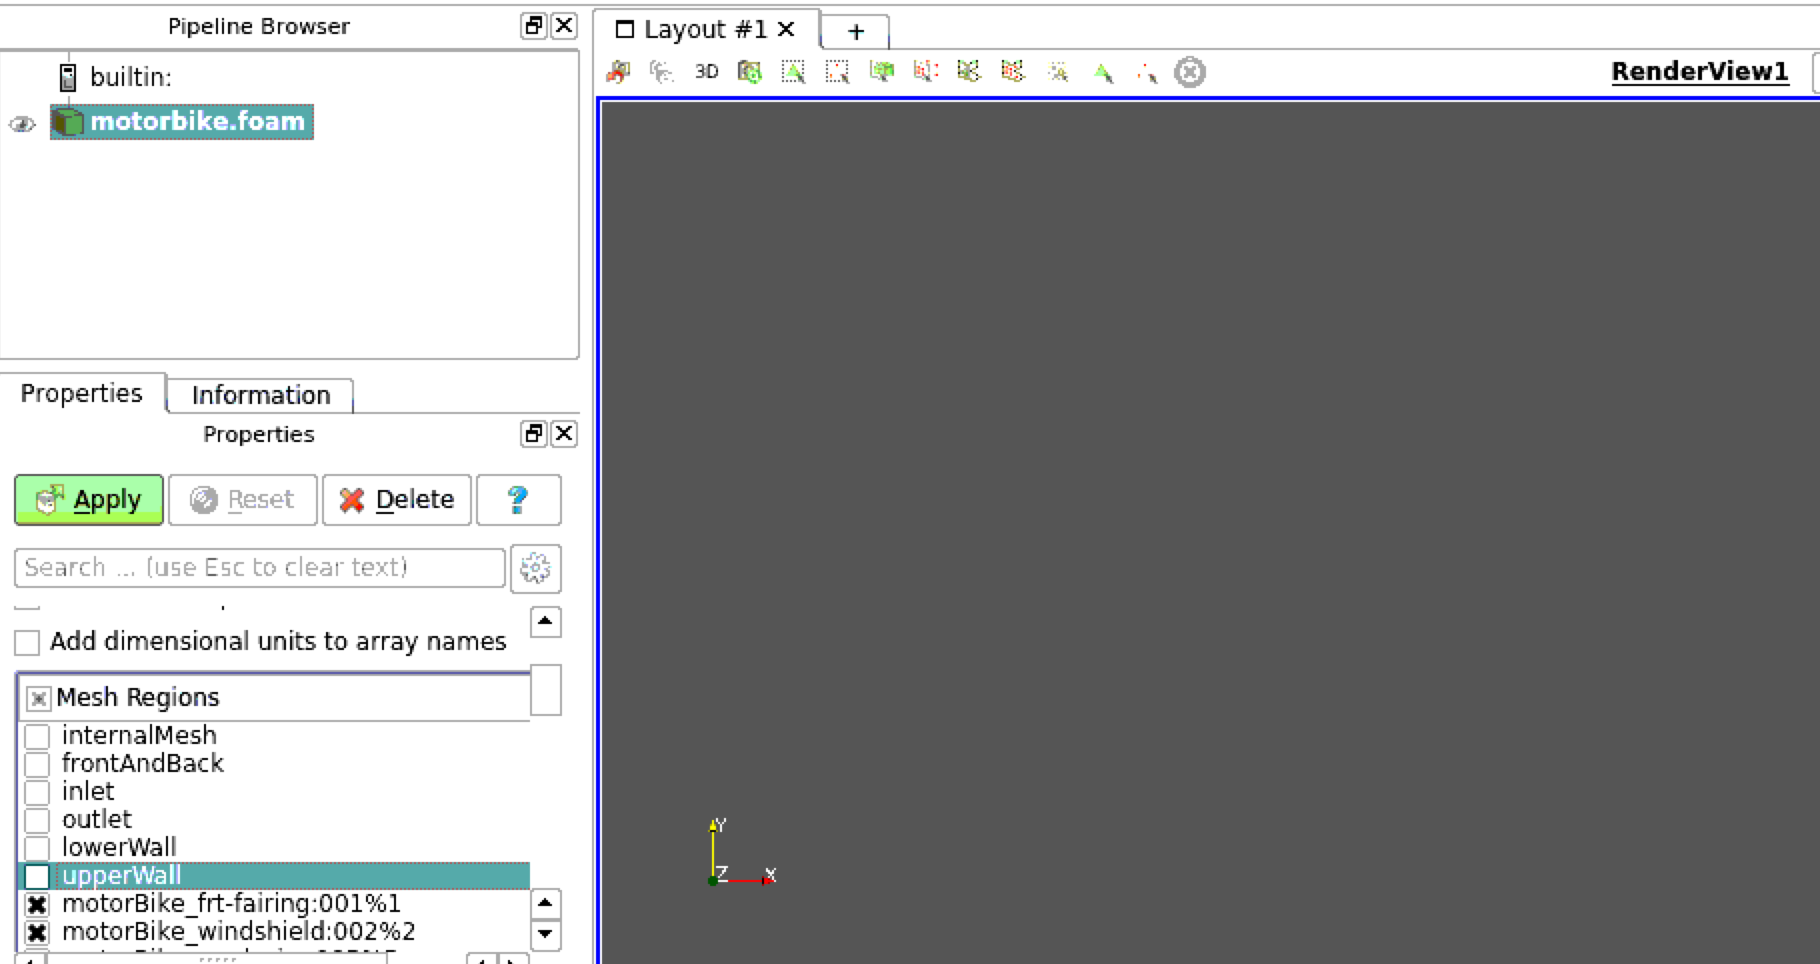 Pipeline Browser
builtin:
motorbike.foam
Properties
Information
Properties
Apply
Reset
Delete
?
Search ... (use Esc to clear text)
Add dimensional units to array names
Mesh Regions
internalMesh
frontAndBack
inlet
outlet
lowerWall
upperWall
motorBike_frt-fairing:001%1
motorBike_windshield:002%2
Layout #1
+
3D
RenderView1
Y
Z
X